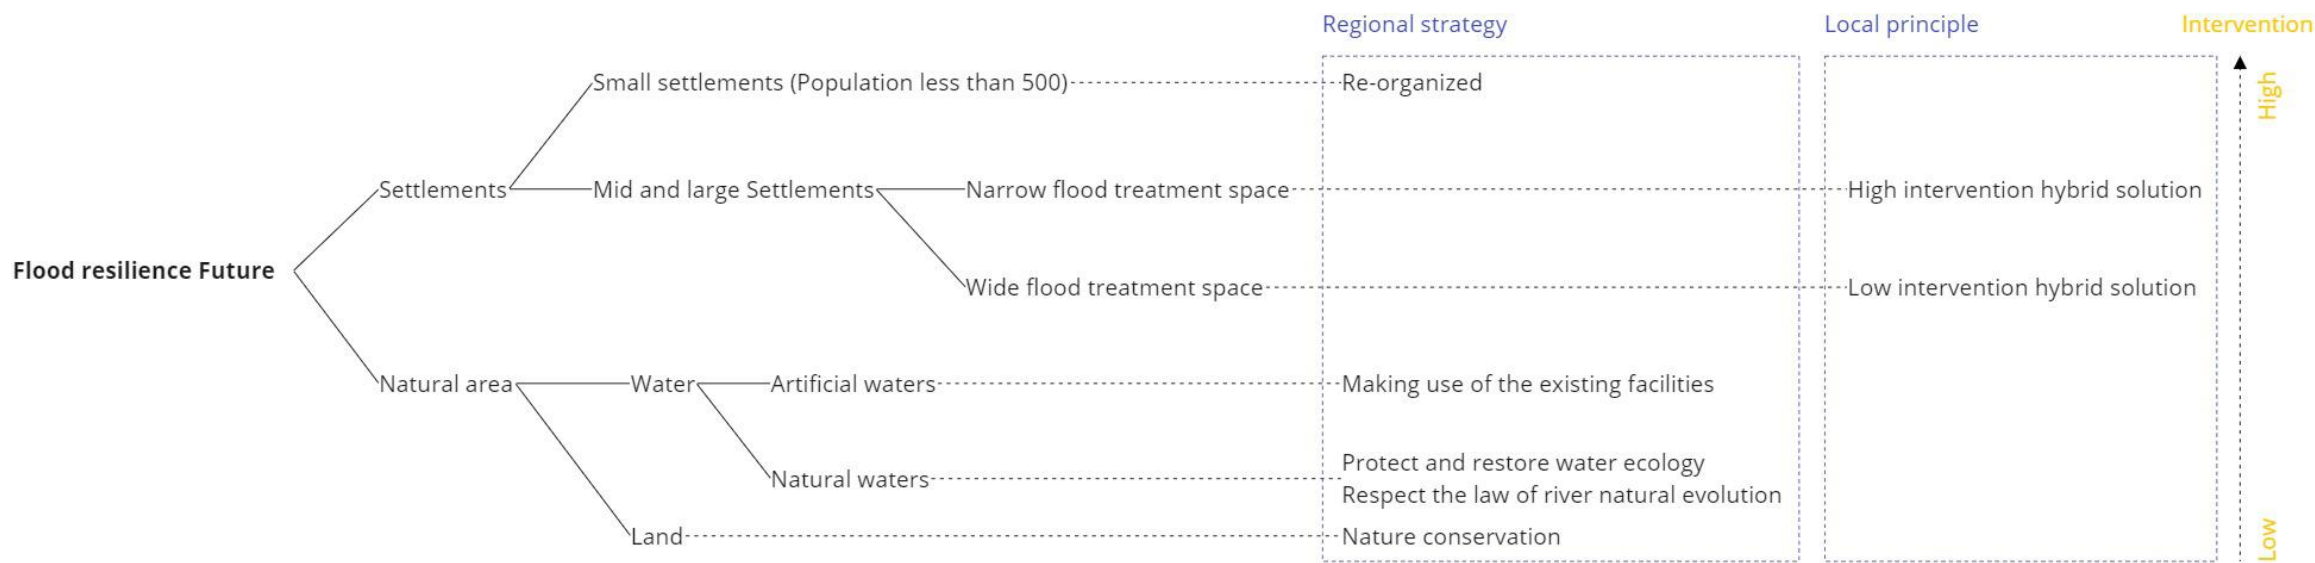 Regional strategy
Local principle
Intervention
Small settlements (Population less than 500)
Re-organized
High
Settlements
Mid and large Settlements
Narrow flood treatment space
High intervention hybrid solution
Flood resilience Future
Wide flood treatment space
Low intervention hybrid solution
Natural area
Water
Artificial waters
Making use of the existing facilities
Natural waters
Protect and restore water ecology
Respect the law of river natural evolution
Land
Nature conservation
Low